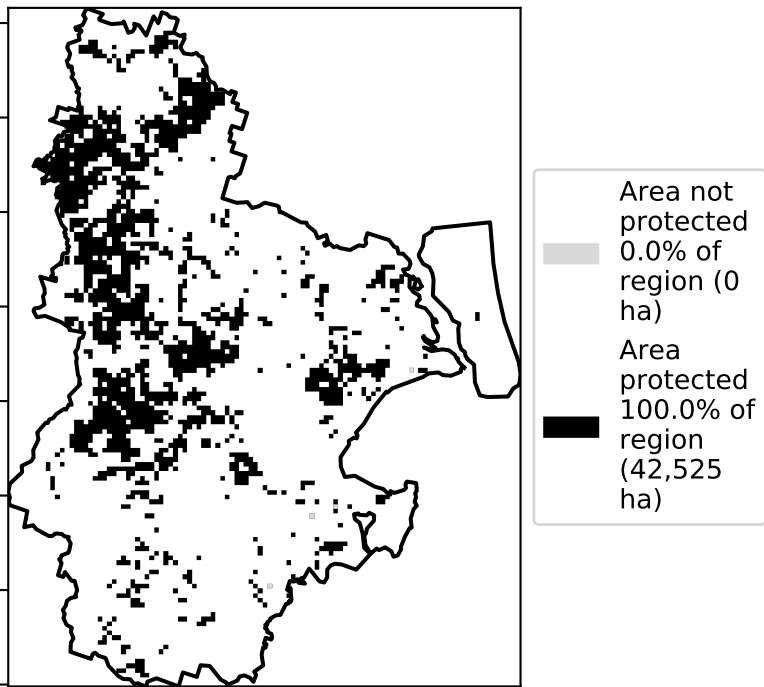 Area not
protected
0.0% of
region (0
ha)
Area
protected
100.0% of
region
(42,525
ha)